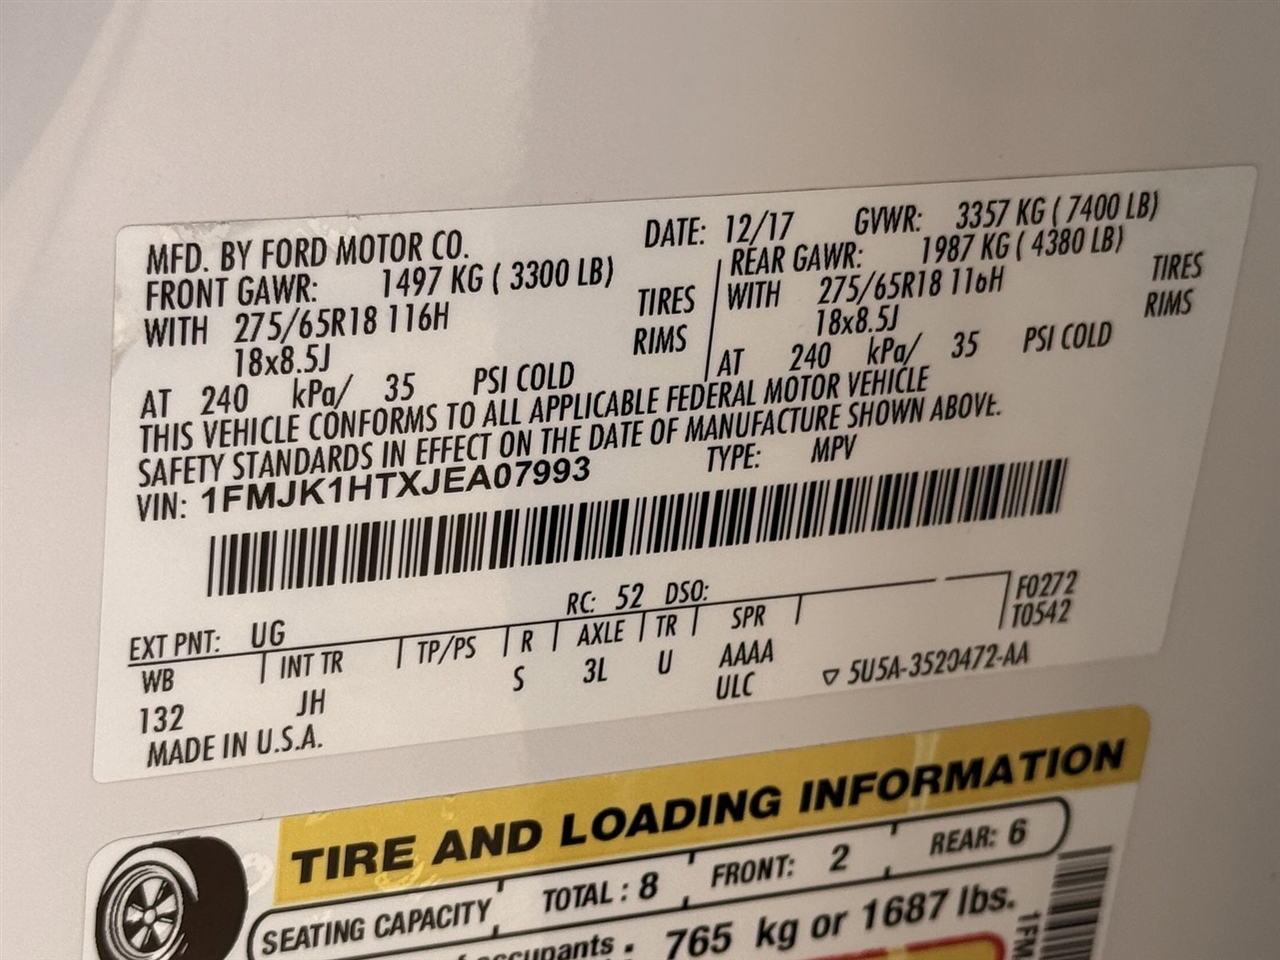 MFD. BY FORD MOTOR CO. DATE: 12/17 GVWR: 3357 KG ( 7400 LB)
FRONT GAWR: 1497 KG ( 3300 LB) REAR GAWR: 1987 KG ( 4380 LB)
WITH 275/65R18 116H TIRES WITH 275/65R18 116H TIRES
18x8.5J RIMS 18x8.5J RIMS
AT 240 kPa/ 35 PSI COLD AT 240 kPa/ 35 PSI COLD
THIS VEHICLE CONFORMS TO ALL APPLICABLE FEDERAL MOTOR VEHICLE
SAFETY STANDARDS IN EFFECT ON THE DATE OF MANUFACTURE SHOWN ABOVE.
VIN: 1FMJK1HTXJEA07993 TYPE: MPV
EXT PNT: UG RC: 52 DSO: F0272
WB INT TR TP/PS R AXLE TR SPR T0542
132 JH S 3L U AAAA
ULC ▽ 5U5A-3520472-AA
MADE IN U.S.A.
TIRE AND LOADING INFORMATION
SEATING CAPACITY TOTAL : 8 FRONT: 2 REAR: 6
765 kg or 1687 lbs.
1FM